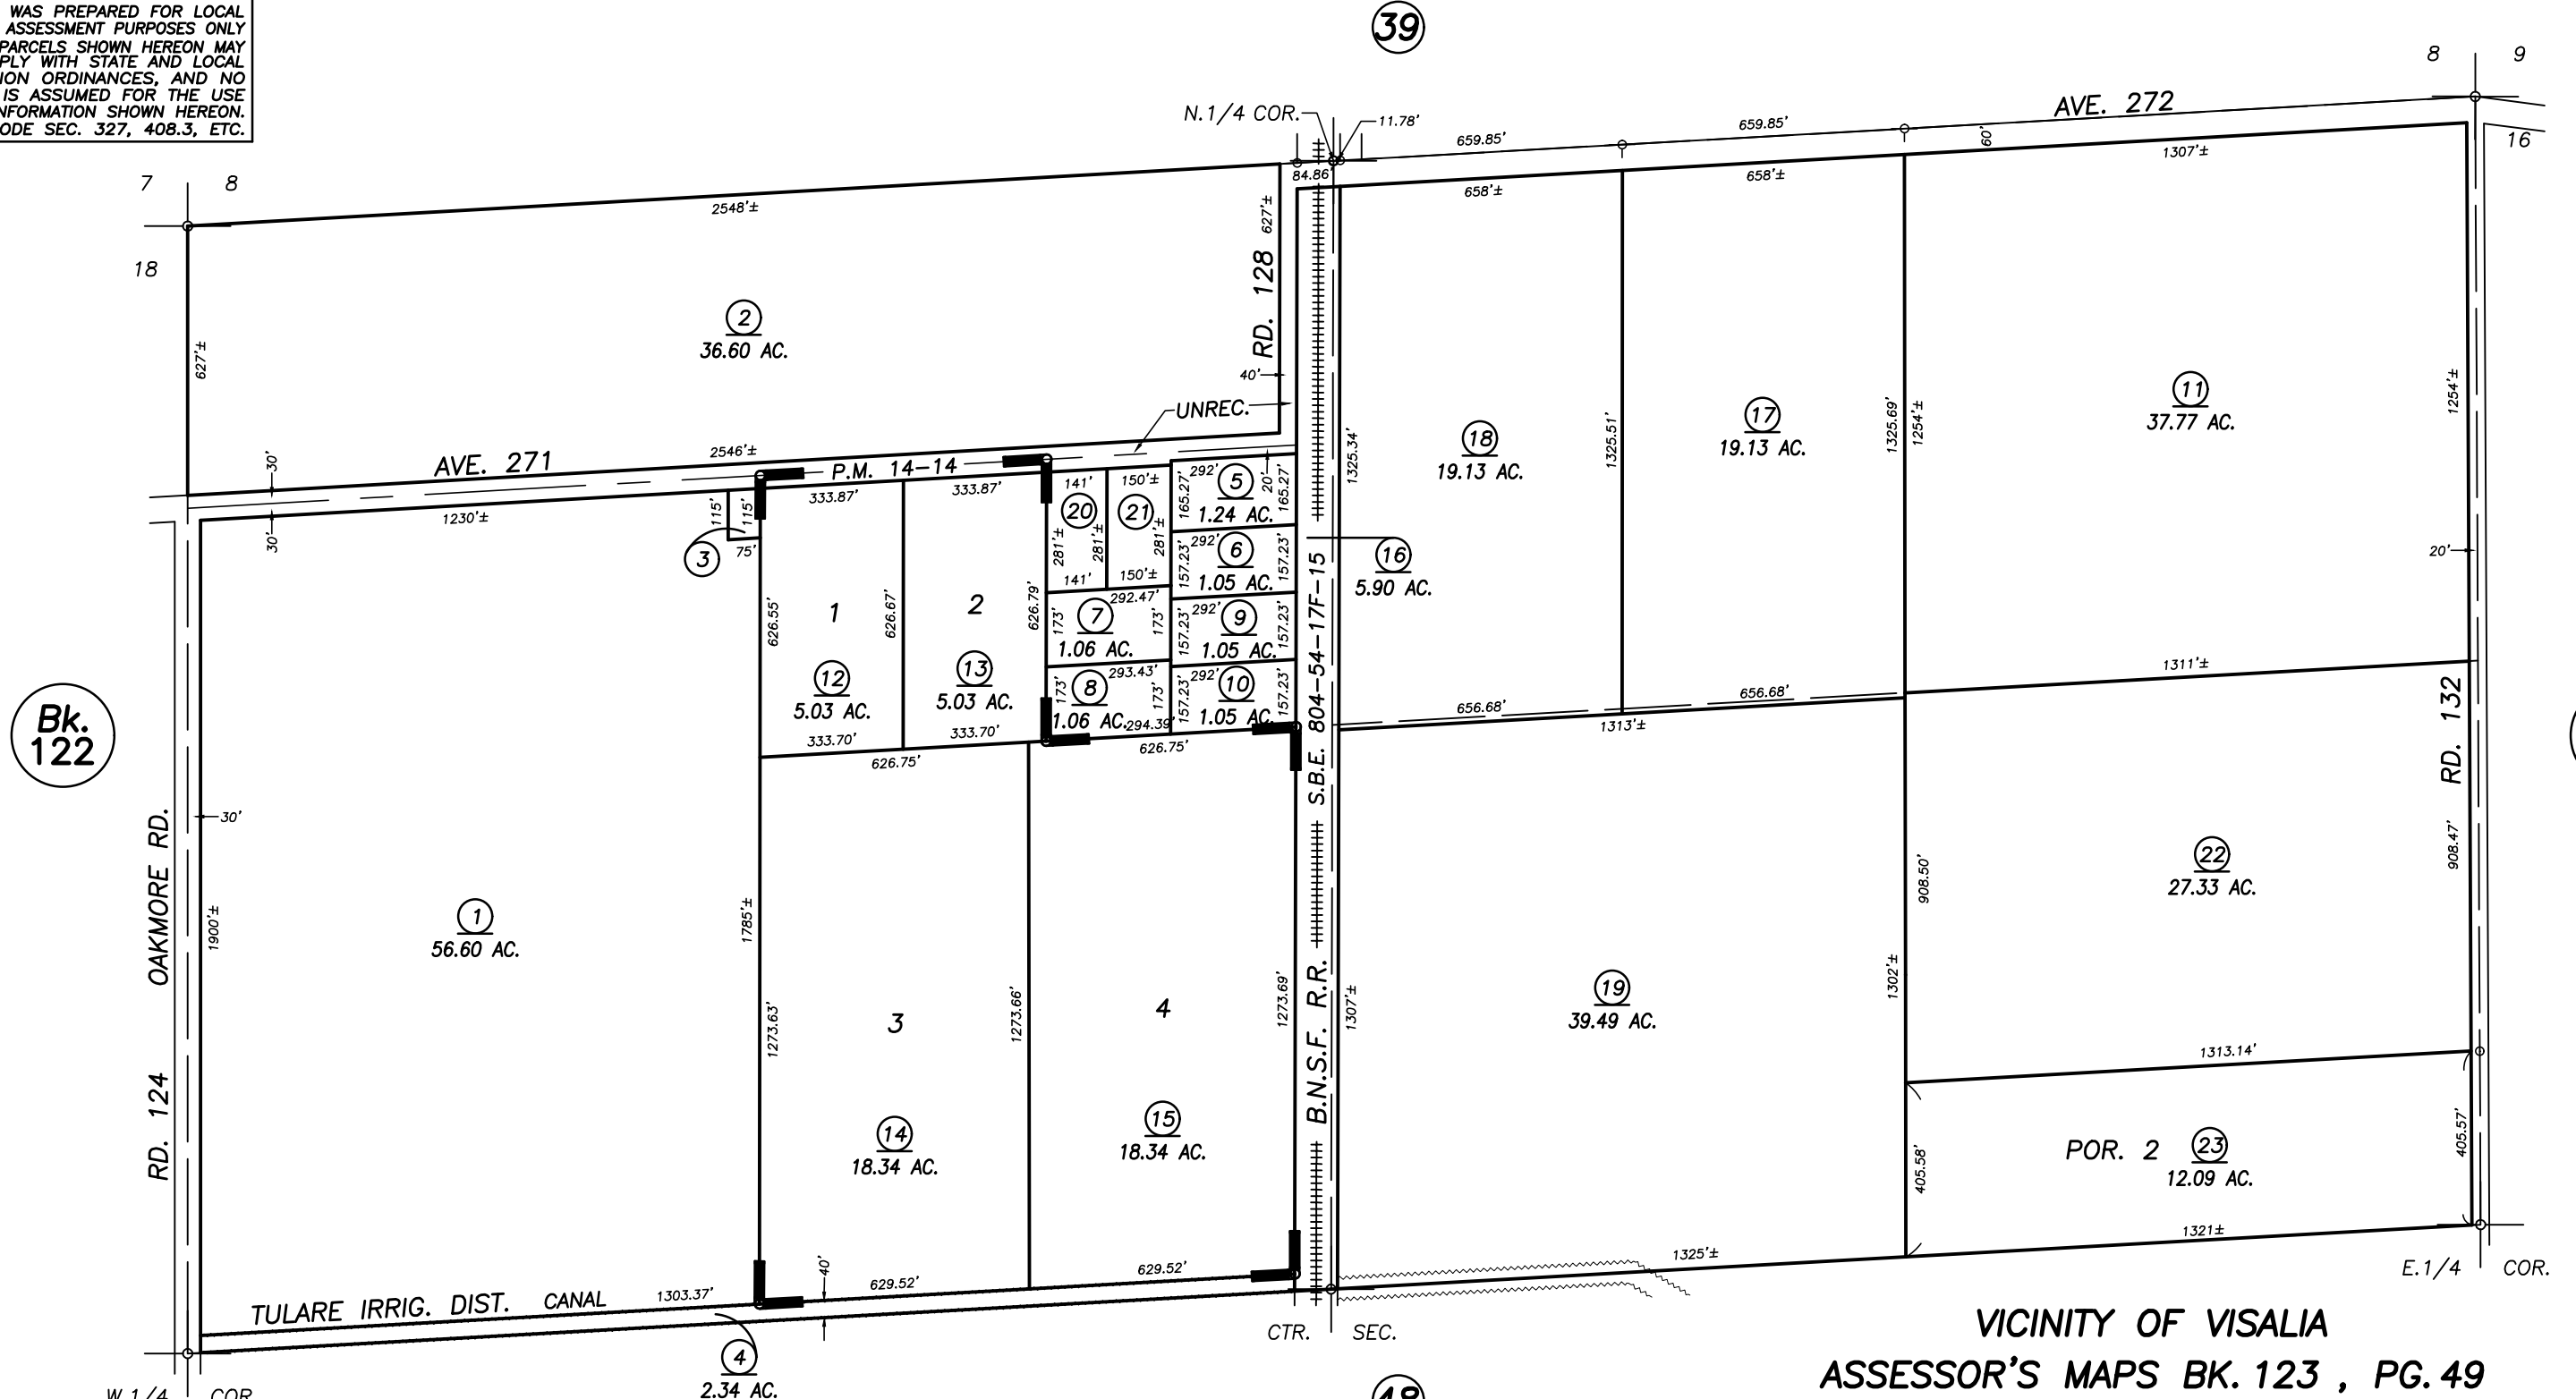 WAS PREPARED FOR LOCAL
ASSESSMENT PURPOSES ONLY
PARCELS SHOWN HEREON MAY
PLY WITH STATE AND LOCAL
ION ORDINANCES, AND NO
IS ASSUMED FOR THE USE
NFORMATION SHOWN HEREON.
ODE SEC. 327, 408.3, ETC.
39
8 9
16
AVE. 272
N.1/4 COR.
11.78'
659.85'
659.85'
60'
84.86'
658'±
658'±
1307'±
7 8
18
2548'±
627'±
627'±
2
36.60 AC.
RD. 128
40'
UNREC.
AVE. 271
2546'±
P.M. 14-14
30'
30'
1230'±
115'
115'
75'
3
333.87'
333.87'
626.55'
626.67'
626.79'
1
12
5.03 AC.
333.70'
2
13
5.03 AC.
333.70'
626.75'
141'
20
281'±
281'±
141'
150'±
21
281'±
150'±
292.47'
7
173'
173'
1.06 AC.
293.43'
8
173'
173'
1.06 AC.
294.39'
626.75'
292'
5
20'
165.27'
165.27'
1.24 AC.
292'
6
157.23'
157.23'
1.05 AC.
292'
9
157.23'
157.23'
1.05 AC.
292'
10
157.23'
157.23'
1.05 AC.
S.B.E. 804-54-17F-15
B.N.S.F. R.R.
16
5.90 AC.
1325.34'
18
19.13 AC.
1325.51'
17
19.13 AC.
1325.69'
1254'±
11
37.77 AC.
1254'±
20'
1311'±
656.68'
656.68'
1313'±
RD. 132
Bk.
122
OAKMORE RD.
RD. 124
30'
1900'±
1
56.60 AC.
1785'±
1273.63'
3
14
18.34 AC.
1273.66'
4
15
18.34 AC.
1273.69'
1307'±
19
39.49 AC.
1302'±
908.50'
22
27.33 AC.
908.47'
1313.14'
POR. 2
23
12.09 AC.
405.58'
405.57'
1321±
1325'±
E.1/4 COR.
TULARE IRRIG. DIST. CANAL
1303.37'
40'
629.52'
629.52'
4
2.34 AC.
CTR. SEC.
W.1/4 COR
48
VICINITY OF VISALIA
ASSESSOR'S MAPS BK. 123 , PG. 49